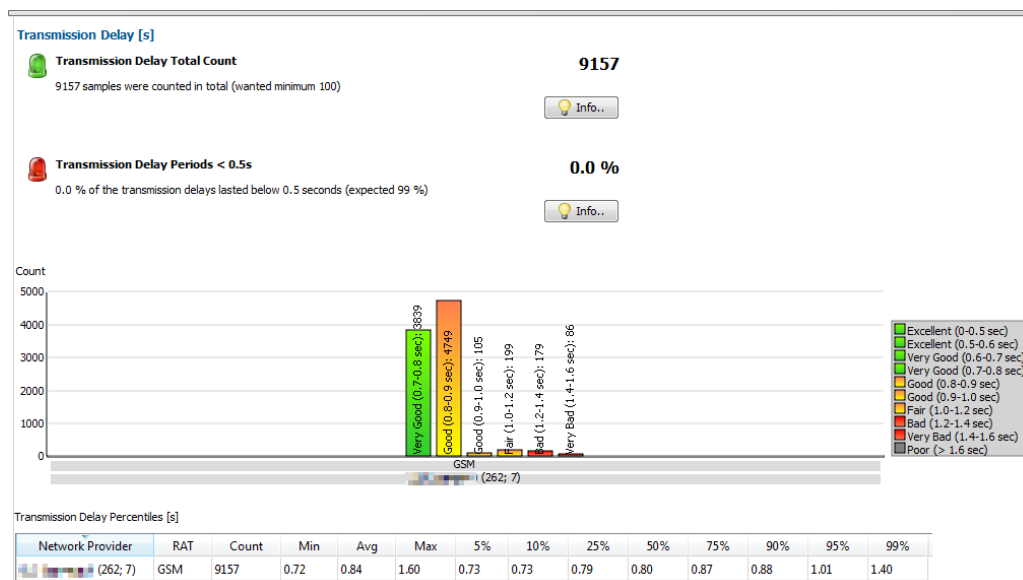 Transmission Delay [s]
Transmission Delay Total Count 9157
9157 samples were counted in total (wanted minimum 100)
Info..
Transmission Delay Periods < 0.5s 0.0 %
0.0 % of the transmission delays lasted below 0.5 seconds (expected 99 %)
Info..
Count
5000
4000
3000
2000
1000
0
Very Good (0.7-0.8 sec): 3839
Good (0.8-0.9 sec): 4749
Good (0.9-1.0 sec): 105
Fair (1.0-1.2 sec): 199
Bad (1.2-1.4 sec): 179
Very Bad (1.4-1.6 sec): 86
GSM
(262; 7)
Excellent (0-0.5 sec)
Excellent (0.5-0.6 sec)
Very Good (0.6-0.7 sec)
Very Good (0.7-0.8 sec)
Good (0.8-0.9 sec)
Good (0.9-1.0 sec)
Fair (1.0-1.2 sec)
Bad (1.2-1.4 sec)
Very Bad (1.4-1.6 sec)
Poor (> 1.6 sec)
Transmission Delay Percentiles [s]
Network Provider RAT Count Min Avg Max 5% 10% 25% 50% 75% 90% 95% 99%
(262; 7) GSM 9157 0.72 0.84 1.60 0.73 0.73 0.79 0.80 0.87 0.88 1.01 1.40